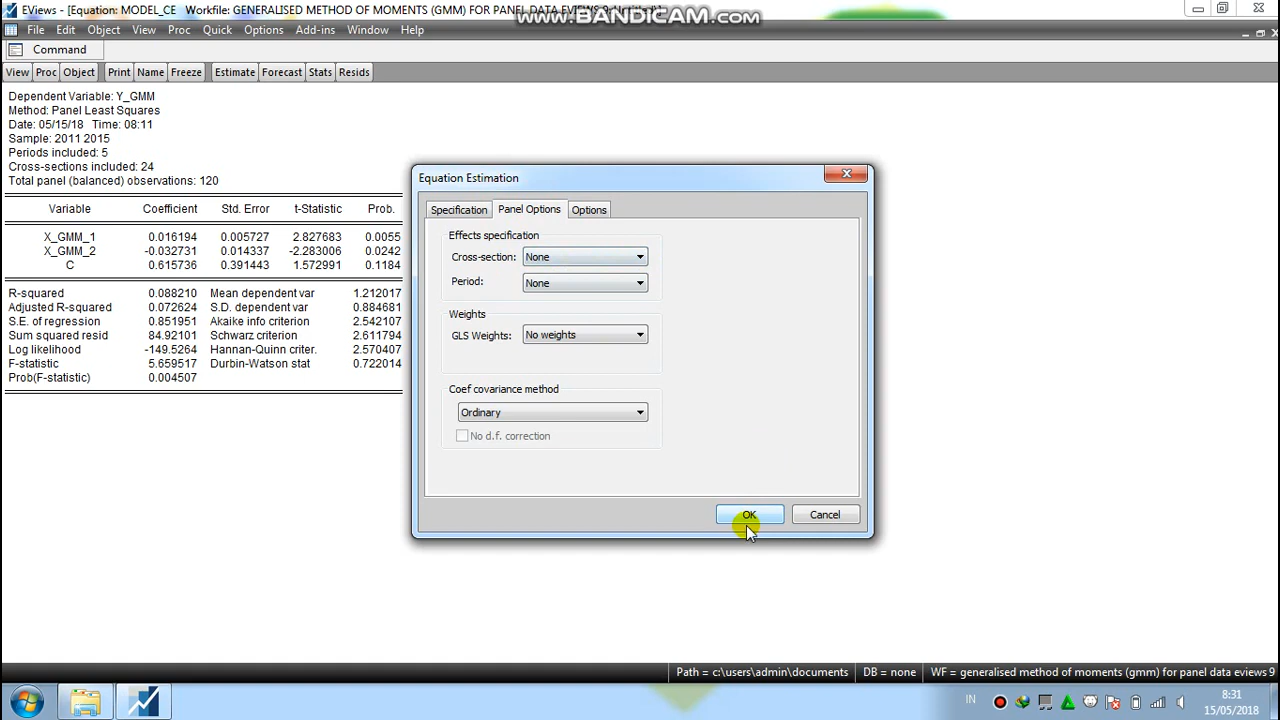 EViews - [Equation: MODEL_CE   Workfile: GENERALISED METHOD OF MOMENTS (GMM) FOR PANEL DATA EVIEWS 9
www.BANDICAM.com
File Edit Object View Proc Quick Options Add-ins Window Help
Command
View Proc Object Print Name Freeze Estimate Forecast Stats Resids
Dependent Variable: Y_GMM
Method: Panel Least Squares
Date: 05/15/18   Time: 08:11
Sample: 2011 2015
Periods included: 5
Cross-sections included: 24
Total panel (balanced) observations: 120
Variable Coefficient Std. Error t-Statistic Prob.
X_GMM_1 0.016194 0.005727 2.827683 0.0055
X_GMM_2 -0.032731 0.014337 -2.283006 0.0242
C 0.615736 0.391443 1.572991 0.1184
R-squared 0.088210 Mean dependent var 1.212017
Adjusted R-squared 0.072624 S.D. dependent var 0.884681
S.E. of regression 0.851951 Akaike info criterion 2.542107
Sum squared resid 84.92101 Schwarz criterion 2.611794
Log likelihood -149.5264 Hannan-Quinn criter. 2.570407
F-statistic 5.659517 Durbin-Watson stat 0.722014
Prob(F-statistic) 0.004507
Equation Estimation
Specification Panel Options Options
Effects specification
Cross-section: None
Period: None
Weights
GLS Weights: No weights
Coef covariance method
Ordinary
No d.f. correction
OK Cancel
Path = c:\users\admin\documents DB = none WF = generalised method of moments (gmm) for panel data eviews 9
IN
8:31
15/05/2018